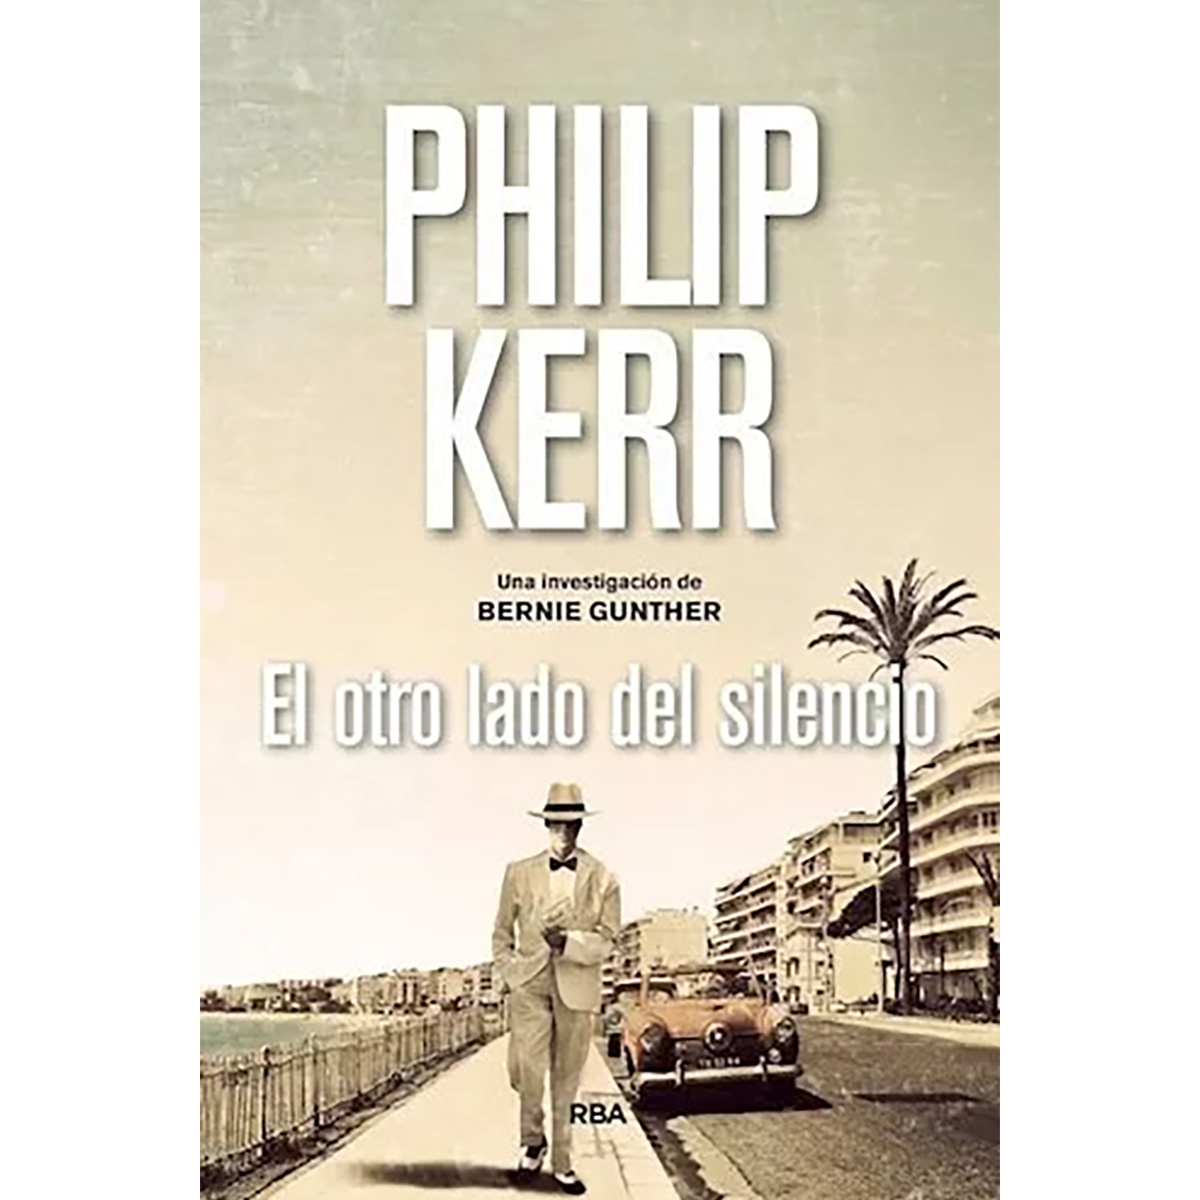 PHILIP
KERR
Una investigación de
BERNIE GUNTHER
El otro lado del silencio
RBA